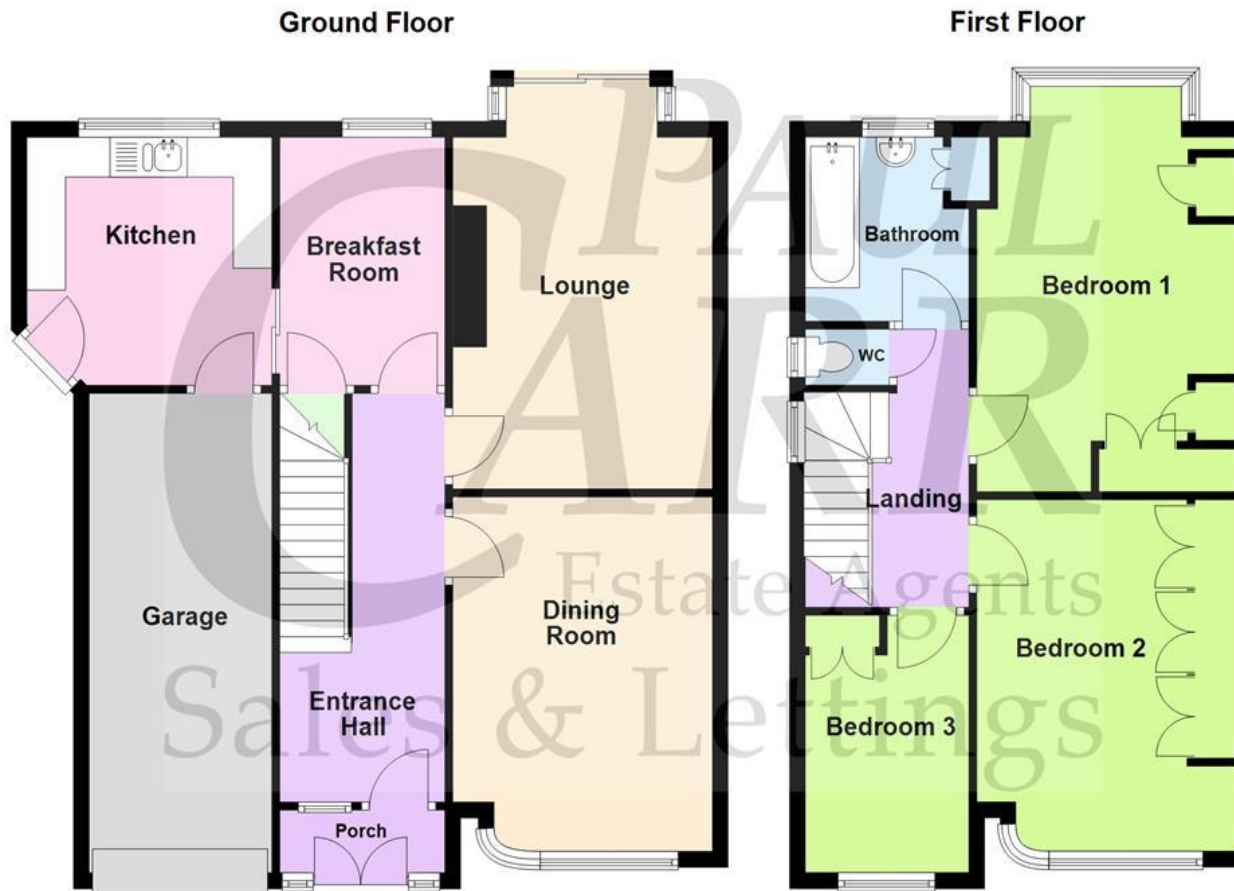 Ground Floor
First Floor
Kitchen
Breakfast
Room
Lounge
Garage
Dining
Room
Entrance
Hall
Porch
Bathroom
WC
Bedroom 1
Landing
Bedroom 2
Bedroom 3
PAUL
CARR
Estate Agents
Sales & Lettings